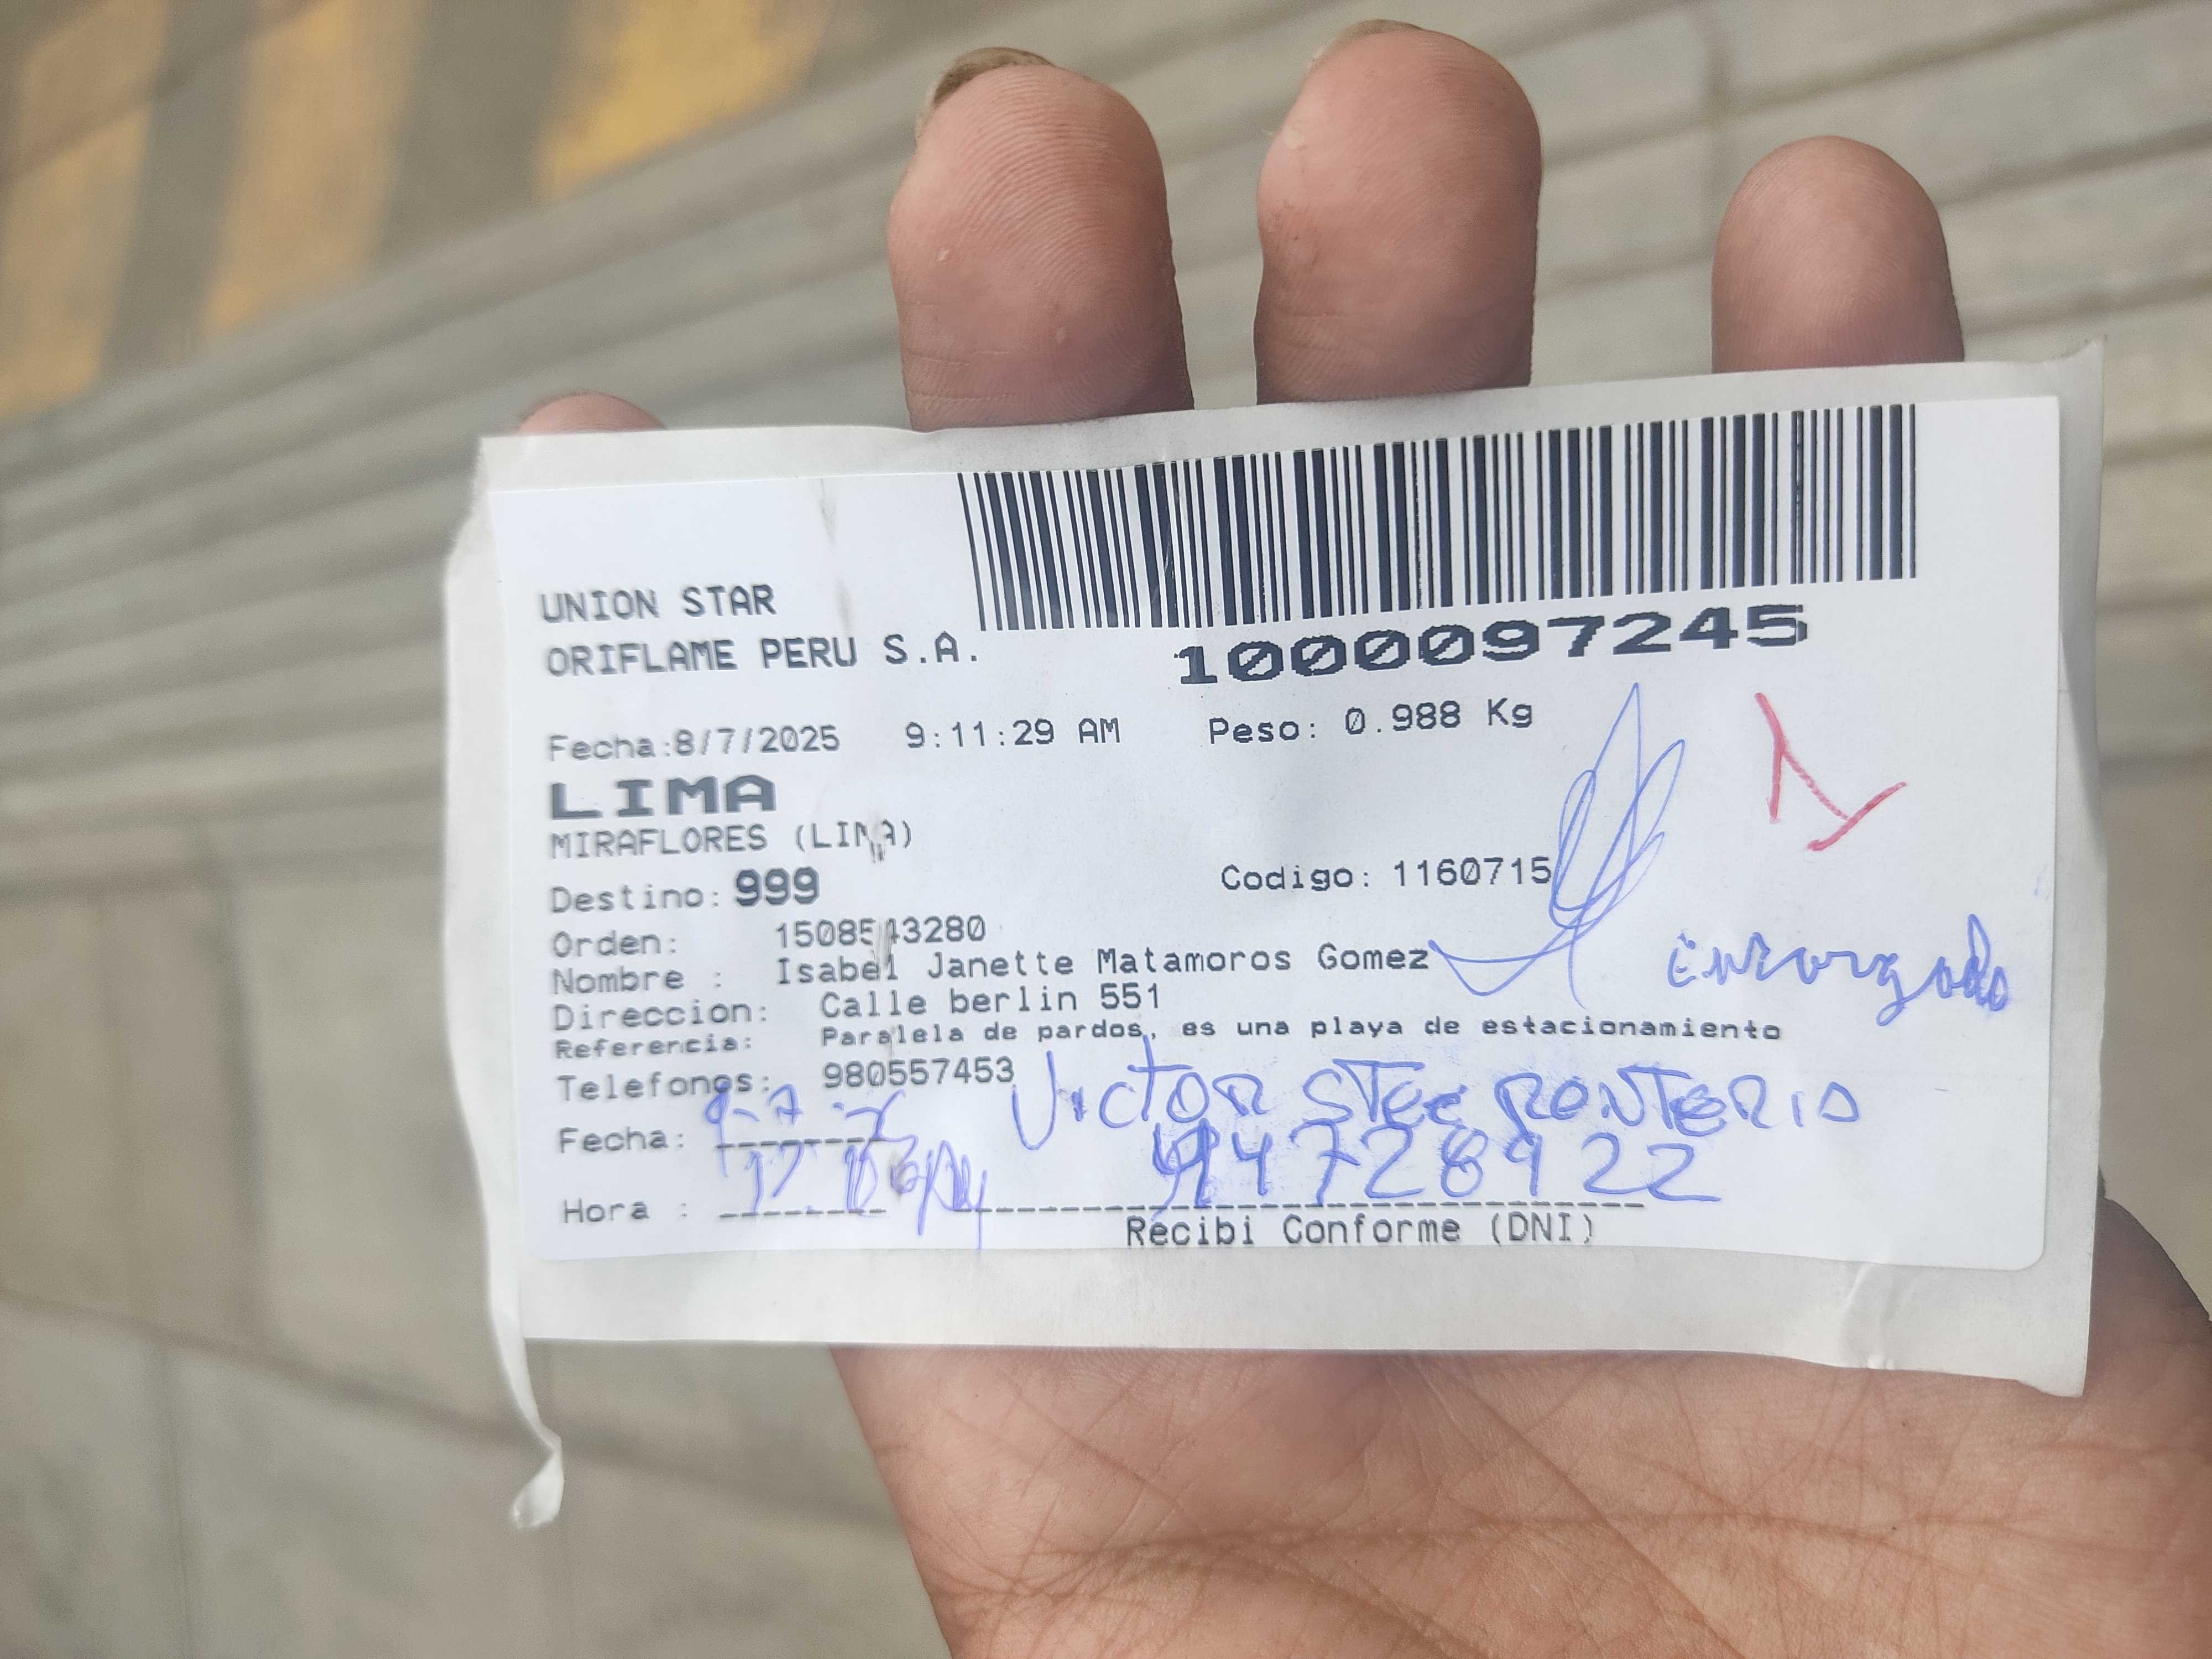 UNION STAR
ORIFLAME PERU S.A.
1000097245
Fecha:8/7/2025 9:11:29 AM Peso: 0.988 Kg
LIMA
MIRAFLORES (LIMA)
Destino: 999 Codigo: 1160715
Orden: 1508543280
Nombre : Isabel Janette Matamoros Gomez
encargado
Direccion: Calle berlin 551
Referencia: Paralela de pardos, es una playa de estacionamiento
Telefonos: 980557453
VICTOR
Fecha:
Hora :
Recibi Conforme (DNI)